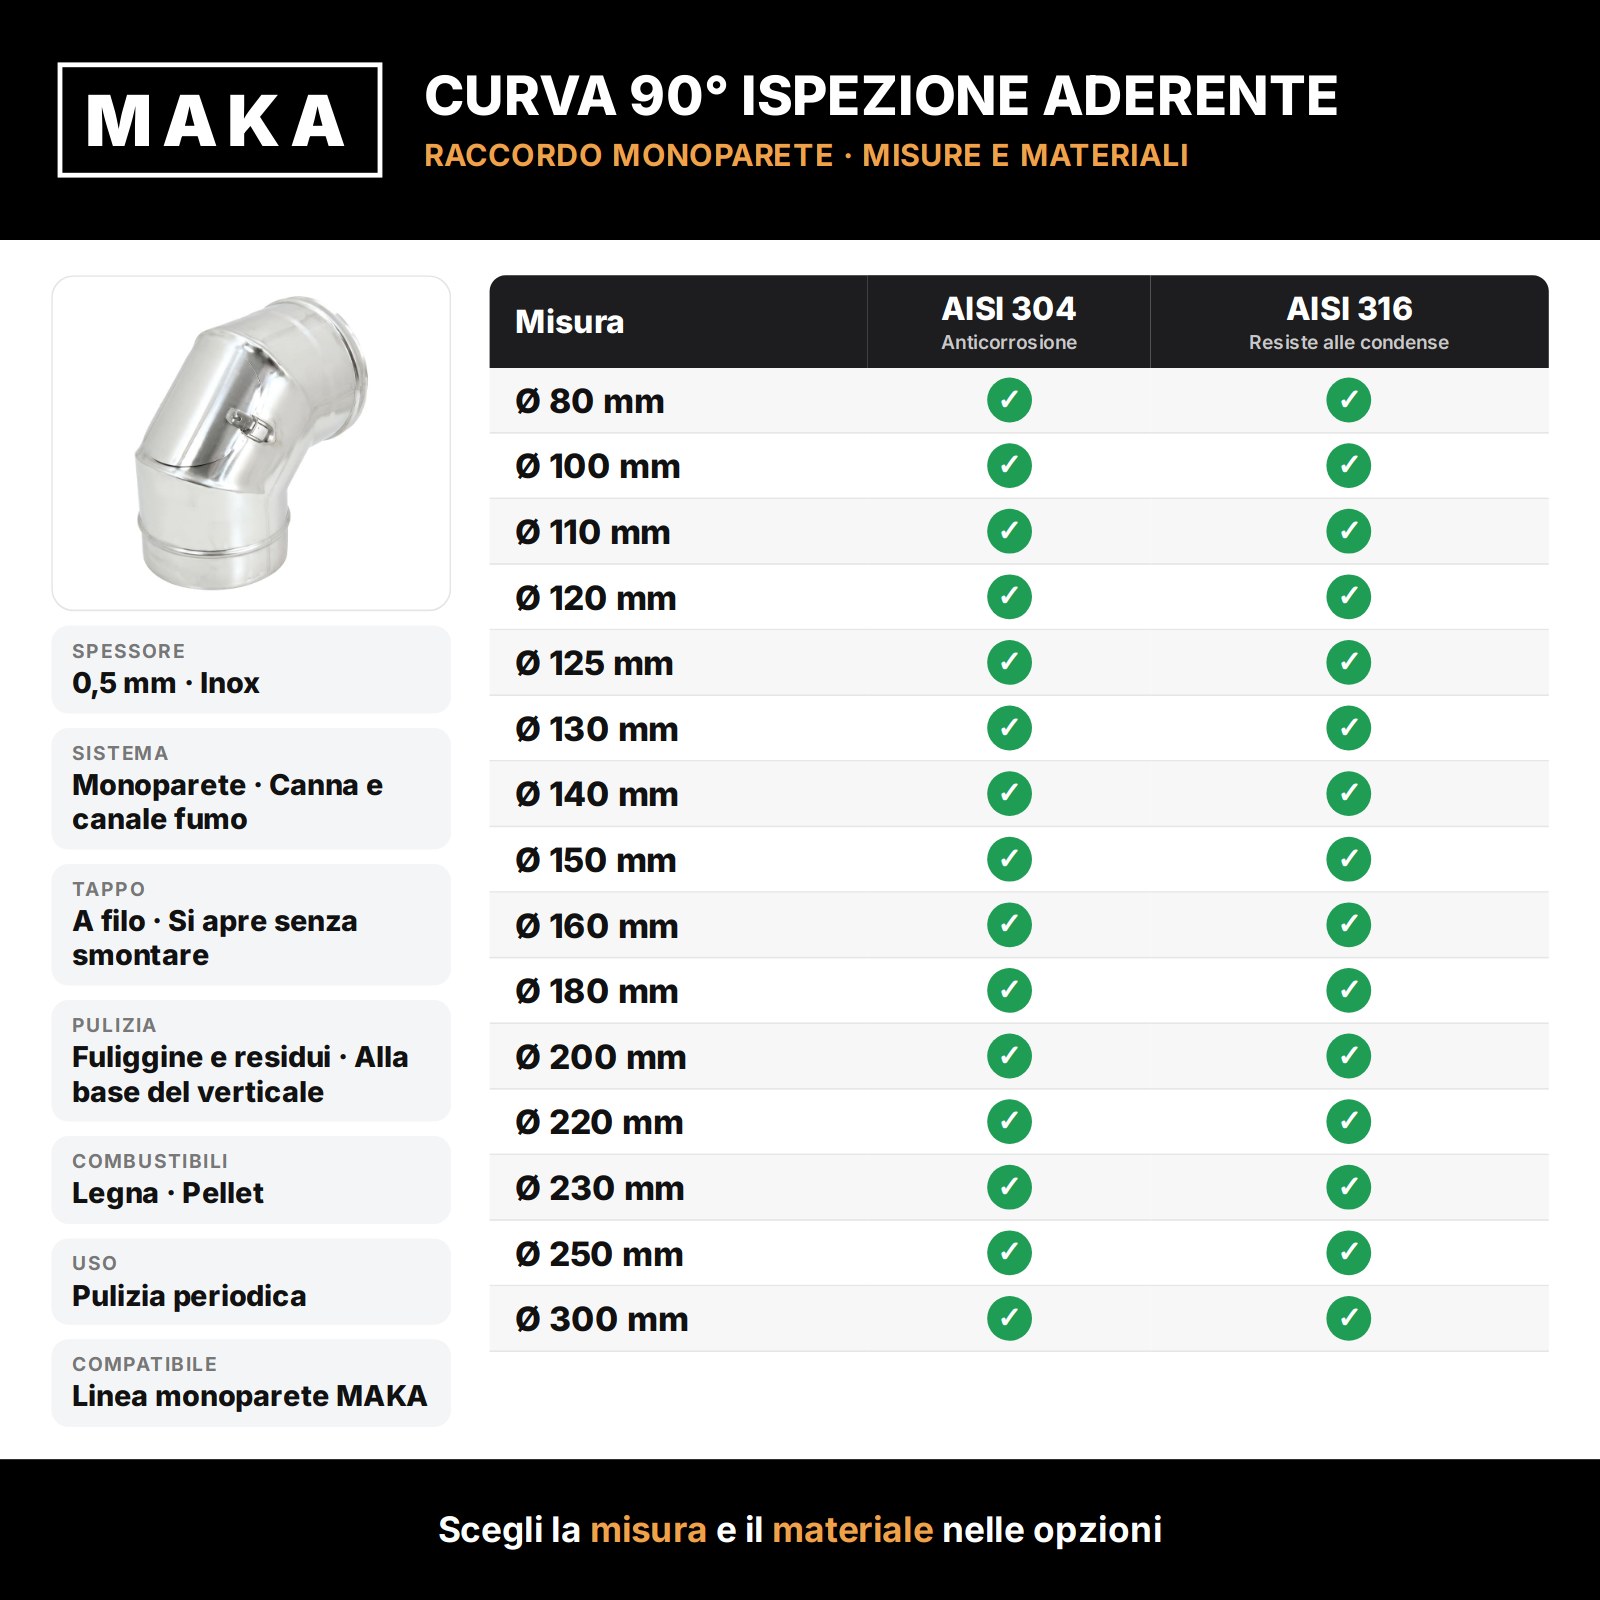 MAKA
CURVA 90° ISPEZIONE ADERENTE
RACCORDO MONOPARETE · MISURE E MATERIALI
SPESSORE
0,5 mm · Inox
SISTEMA
Monoparete · Canna e
canale fumo
TAPPO
A filo · Si apre senza
smontare
PULIZIA
Fuliggine e residui · Alla
base del verticale
COMBUSTIBILI
Legna · Pellet
USO
Pulizia periodica
COMPATIBILE
Linea monoparete MAKA
Misura AISI 304 AISI 316
Anticorrosione Resiste alle condense
Ø 80 mm ✓ ✓
Ø 100 mm ✓ ✓
Ø 110 mm ✓ ✓
Ø 120 mm ✓ ✓
Ø 125 mm ✓ ✓
Ø 130 mm ✓ ✓
Ø 140 mm ✓ ✓
Ø 150 mm ✓ ✓
Ø 160 mm ✓ ✓
Ø 180 mm ✓ ✓
Ø 200 mm ✓ ✓
Ø 220 mm ✓ ✓
Ø 230 mm ✓ ✓
Ø 250 mm ✓ ✓
Ø 300 mm ✓ ✓
Scegli la misura e il materiale nelle opzioni